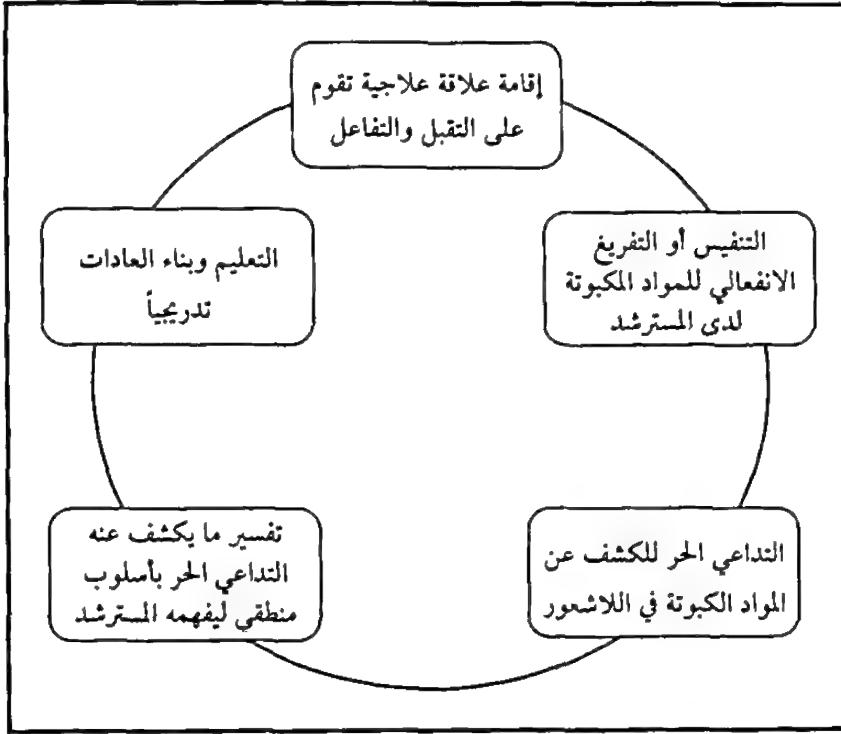 إقامة علاقة علاجية تقوم
على التقبل والتفاعل
التنفيس أو التفريغ
الانفعالي للمواد المكبوتة
لدى المسترشد
التداعي الحر للكشف عن
المواد الكبوتة في اللاشعور
تفسير ما يكشف عنه
التداعي الحر بأسلوب
منطقي ليفهمه المسترشد
التعليم وبناء العادات
تدريجياً